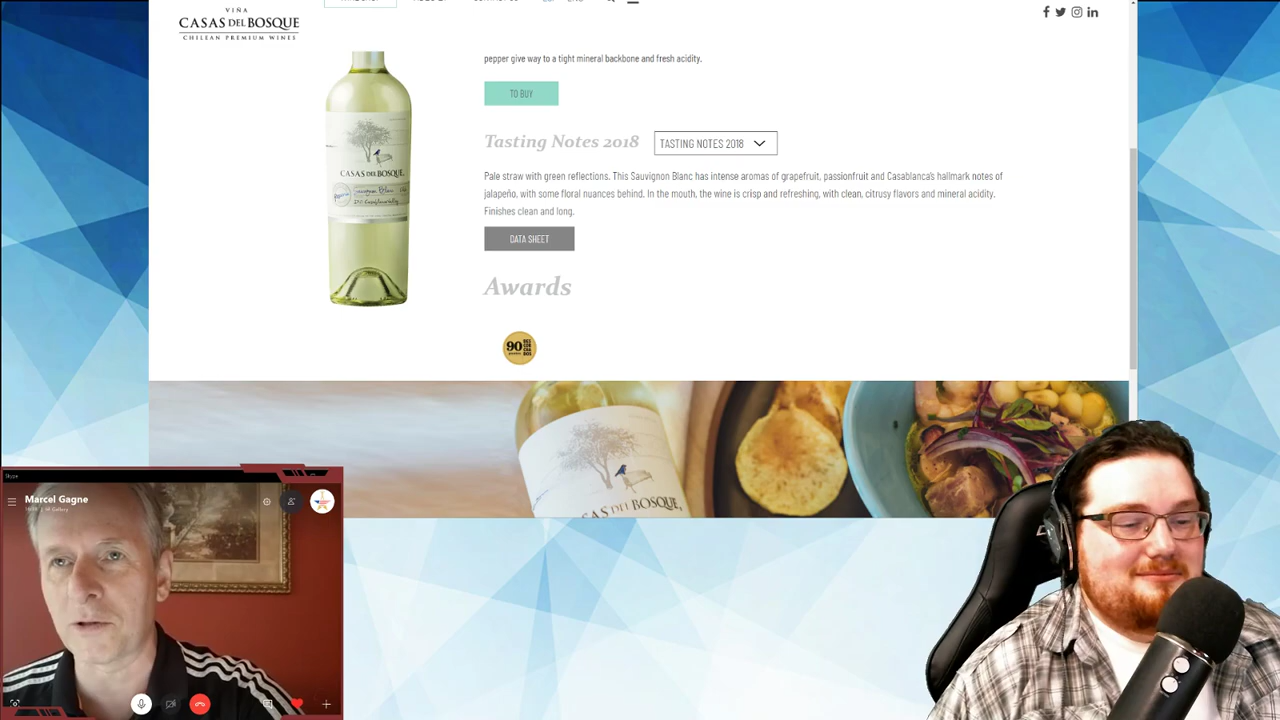 VIÑA
CASAS DEL BOSQUE
CHILEAN PREMIUM WINES
pepper give way to a tight mineral backbone and fresh acidity.
TO BUY
Tasting Notes 2018
TASTING NOTES 2018
Pale straw with green reflections. This Sauvignon Blanc has intense aromas of grapefruit, passionfruit and Casablanca's hallmark notes of
jalapeño, with some floral nuances behind. In the mouth, the wine is crisp and refreshing, with clean, citrusy flavors and mineral acidity.
Finishes clean and long.
DATA SHEET
CASAS DEL BOSQUE
Sauvignon Blanc
Awards
90
CASAS DEL BOSQUE
Skype
Marcel Gagne